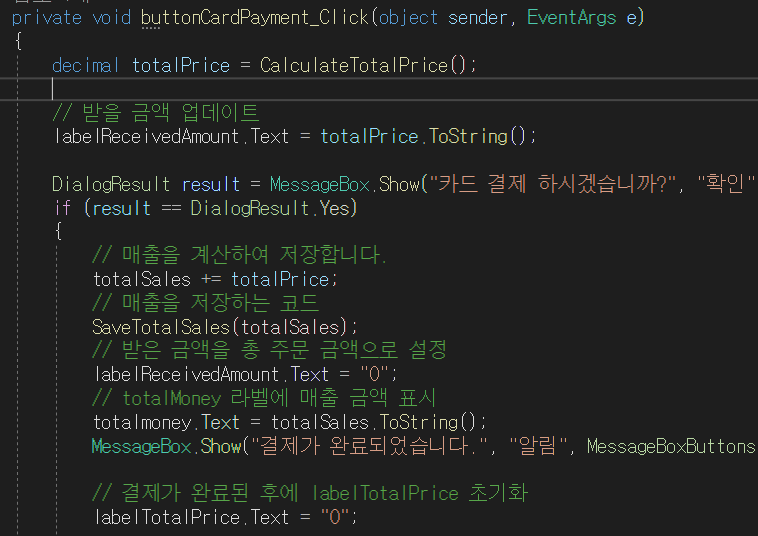 private void buttonCardPayment_Click(object sender, EventArgs e)
{
decimal totalPrice = CalculateTotalPrice();
// 받을 금액 업데이트
labelReceivedAmount.Text = totalPrice.ToString();
DialogResult result = MessageBox.Show("카드 결제 하시겠습니까?", "확인"
if (result == DialogResult.Yes)
{
// 매출을 계산하여 저장합니다.
totalSales += totalPrice;
// 매출을 저장하는 코드
SaveTotalSales(totalSales);
// 받은 금액을 총 주문 금액으로 설정
labelReceivedAmount.Text = "0";
// totalMoney 라벨에 매출 금액 표시
totalmoney.Text = totalSales.ToString();
MessageBox.Show("결제가 완료되었습니다.", "알림", MessageBoxButtons
// 결제가 완료된 후에 labelTotalPrice 초기화
labelTotalPrice.Text = "0";